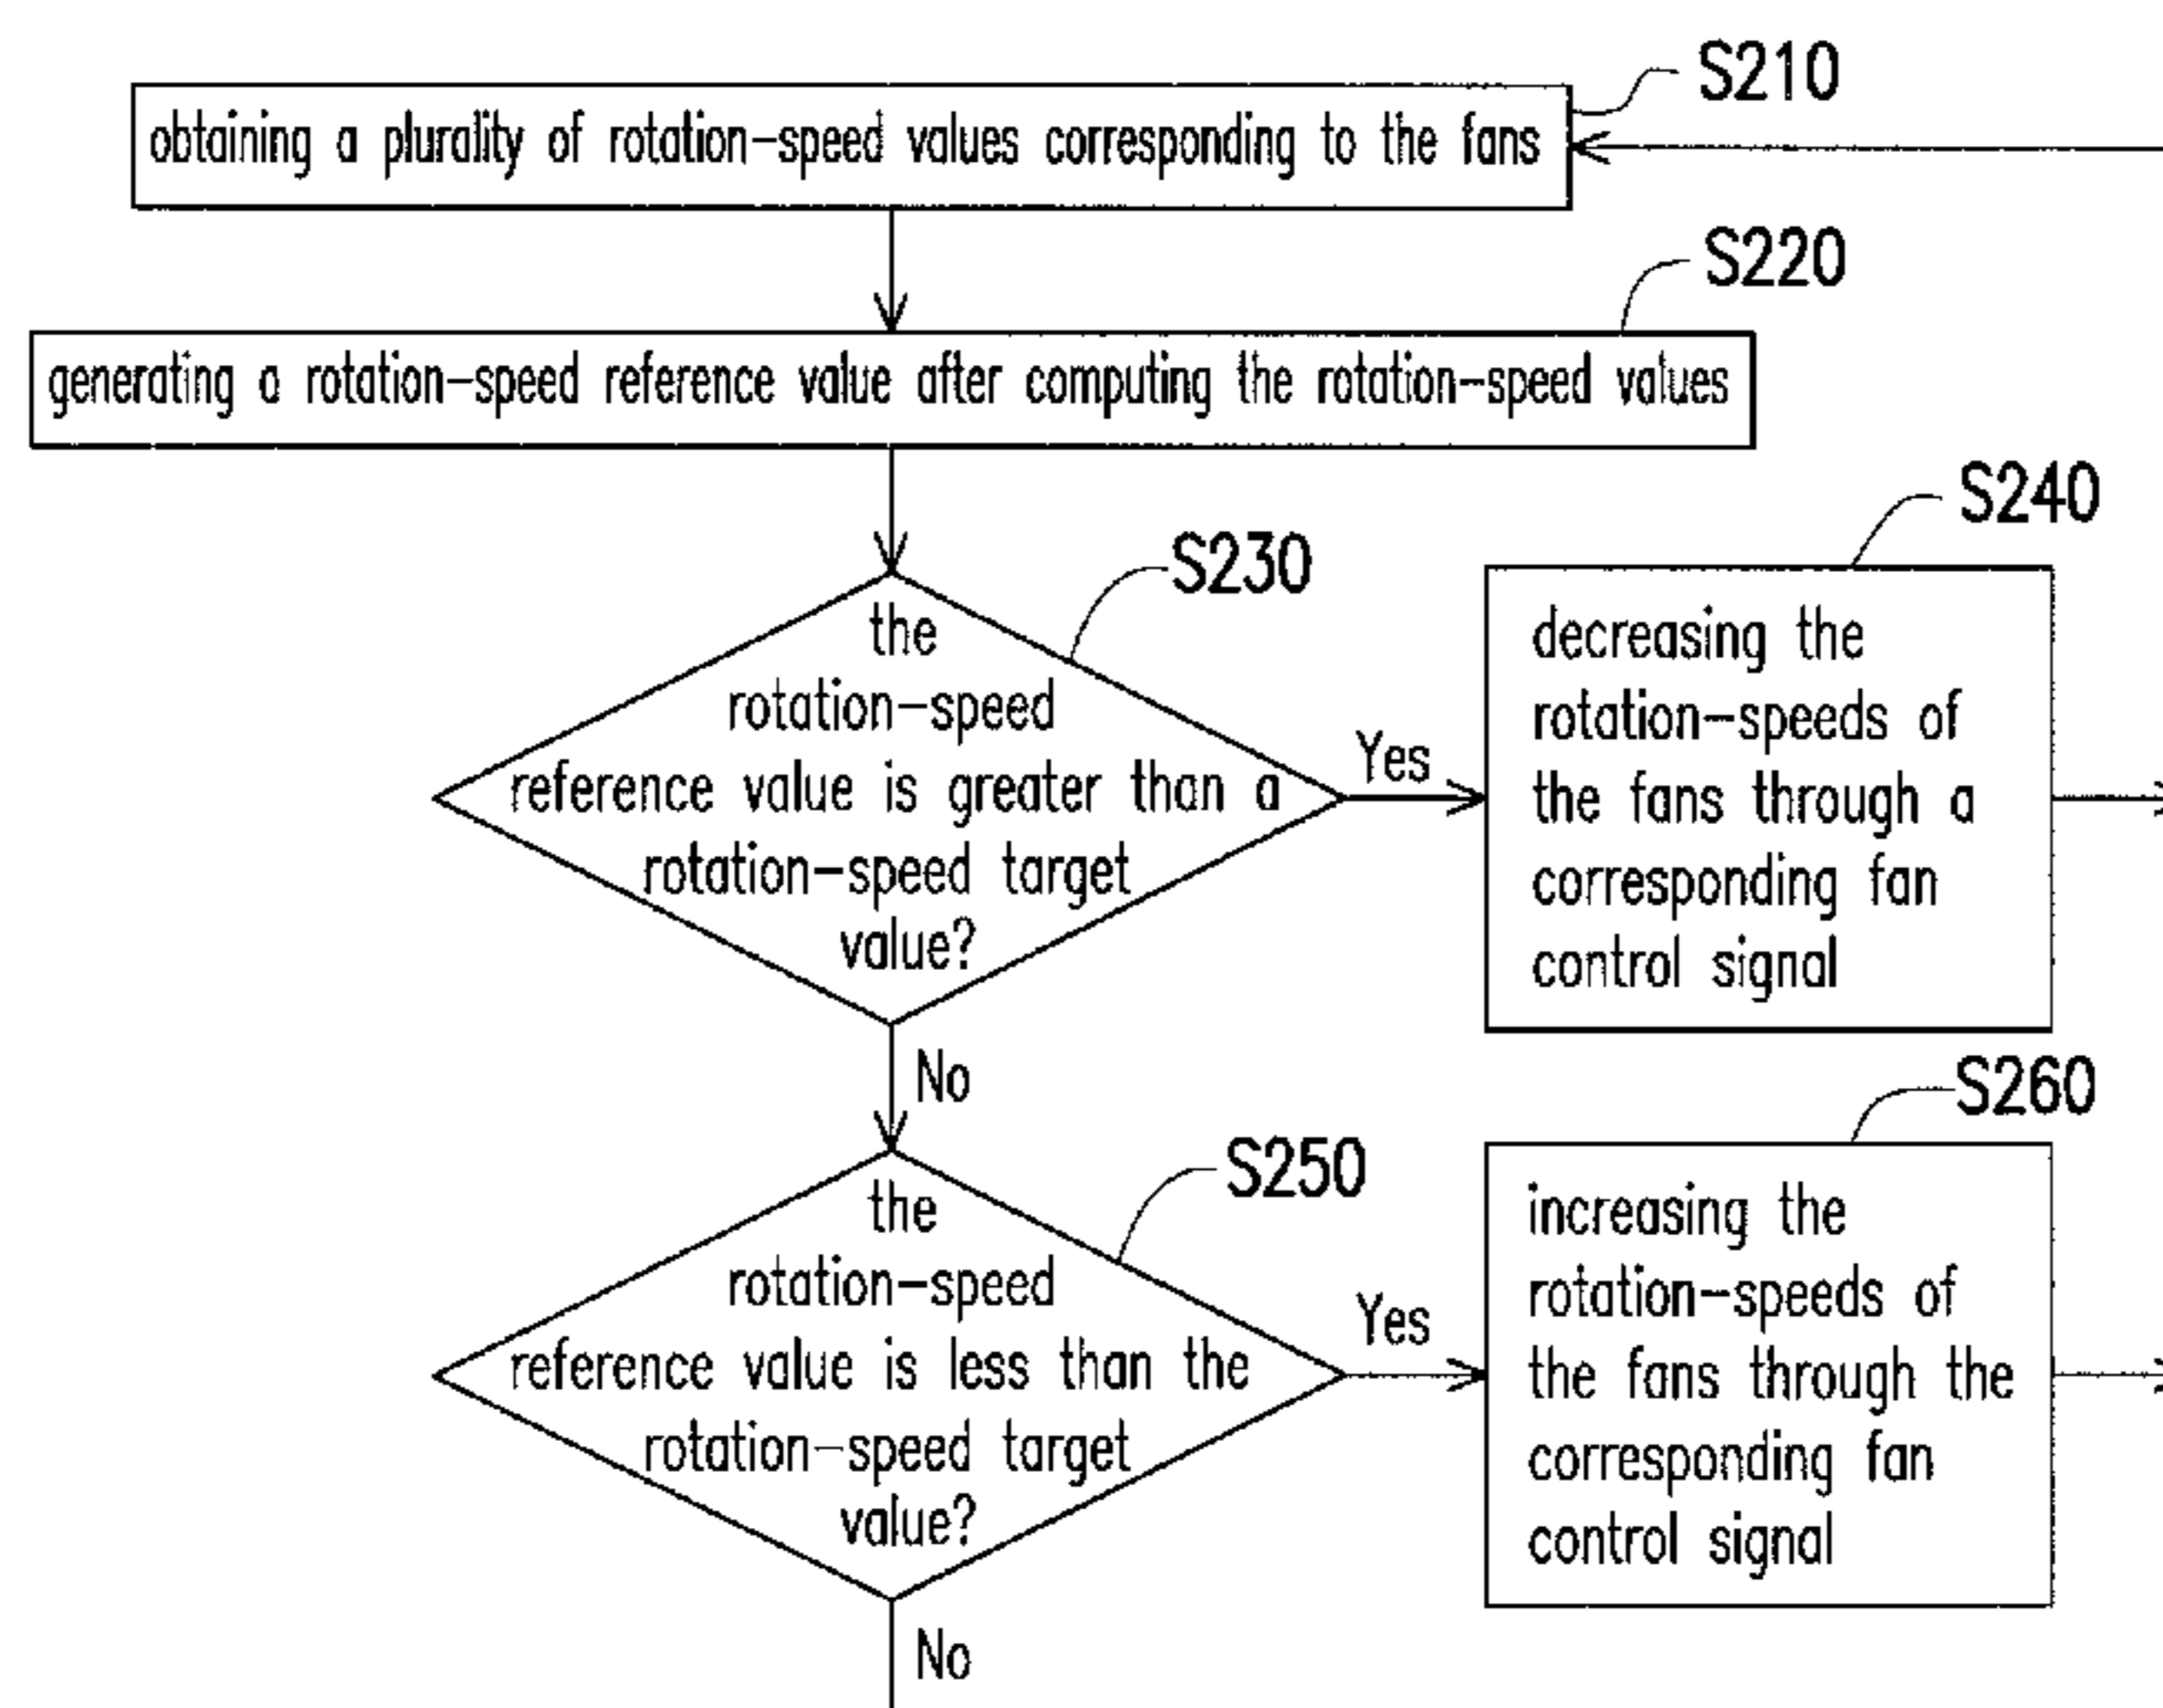 S210
obtaining a plurality of rotation-speed values corresponding to the fans
S220
generating a rotation-speed reference value after computing the rotation-speed values
S230
the
rotation-speed
reference value is greater than a
rotation-speed target
value?
Yes
S240
decreasing the
rotation-speeds of
the fans through a
corresponding fan
control signal
No
S250
the
rotation-speed
reference value is less than the
rotation-speed target
value?
Yes
S260
increasing the
rotation-speeds of
the fans through the
corresponding fan
control signal
No